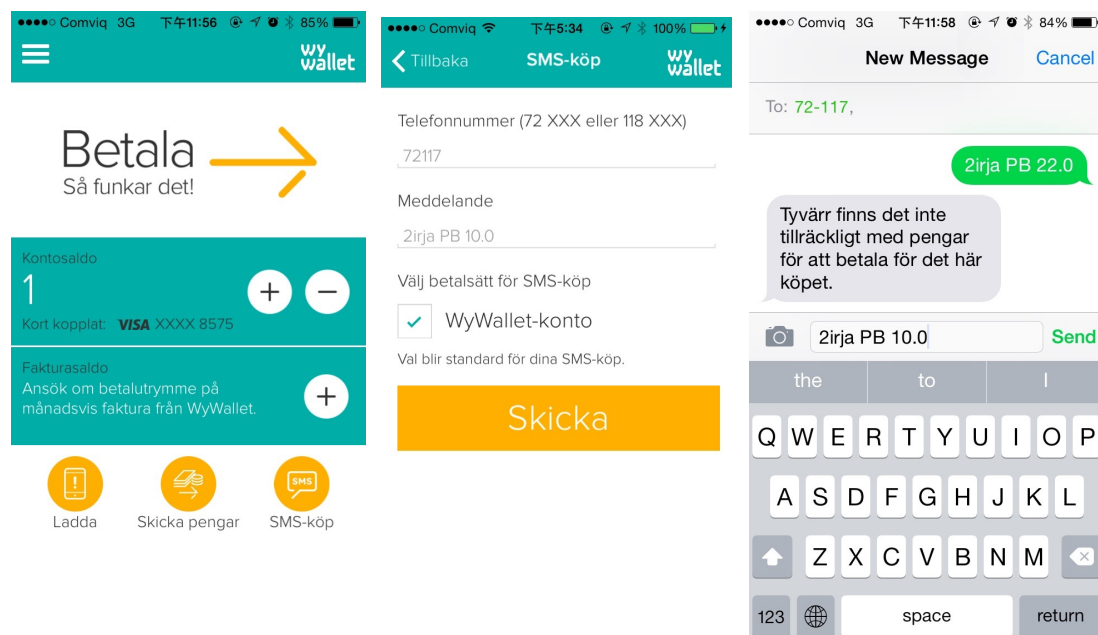 Comviq 3G 下午11:56 85%
wy
wallet
Betala
Så funkar det!
Kontosaldo
1
Kort kopplat: VISA XXXX 8575
Fakturasaldo
Ansök om betalutrymme på
månadsvis faktura från WyWallet.
Ladda Skicka pengar SMS-köp
Comviq 下午5:34 100%
Tillbaka SMS-köp wy
wallet
Telefonnummer (72 XXX eller 118 XXX)
72117
Meddelande
2irja PB 10.0
Välj betalsätt för SMS-köp
WyWallet-konto
Val blir standard för dina SMS-köp.
Skicka
Comviq 3G 下午11:58 84%
New Message Cancel
To: 72-117,
2irja PB 22.0
Tyvärr finns det inte
tillräckligt med pengar
för att betala för det här
köpet.
2irja PB 10.0 Send
the to I
Q W E R T Y U I O P
A S D F G H J K L
Z X C V B N M
123 space return